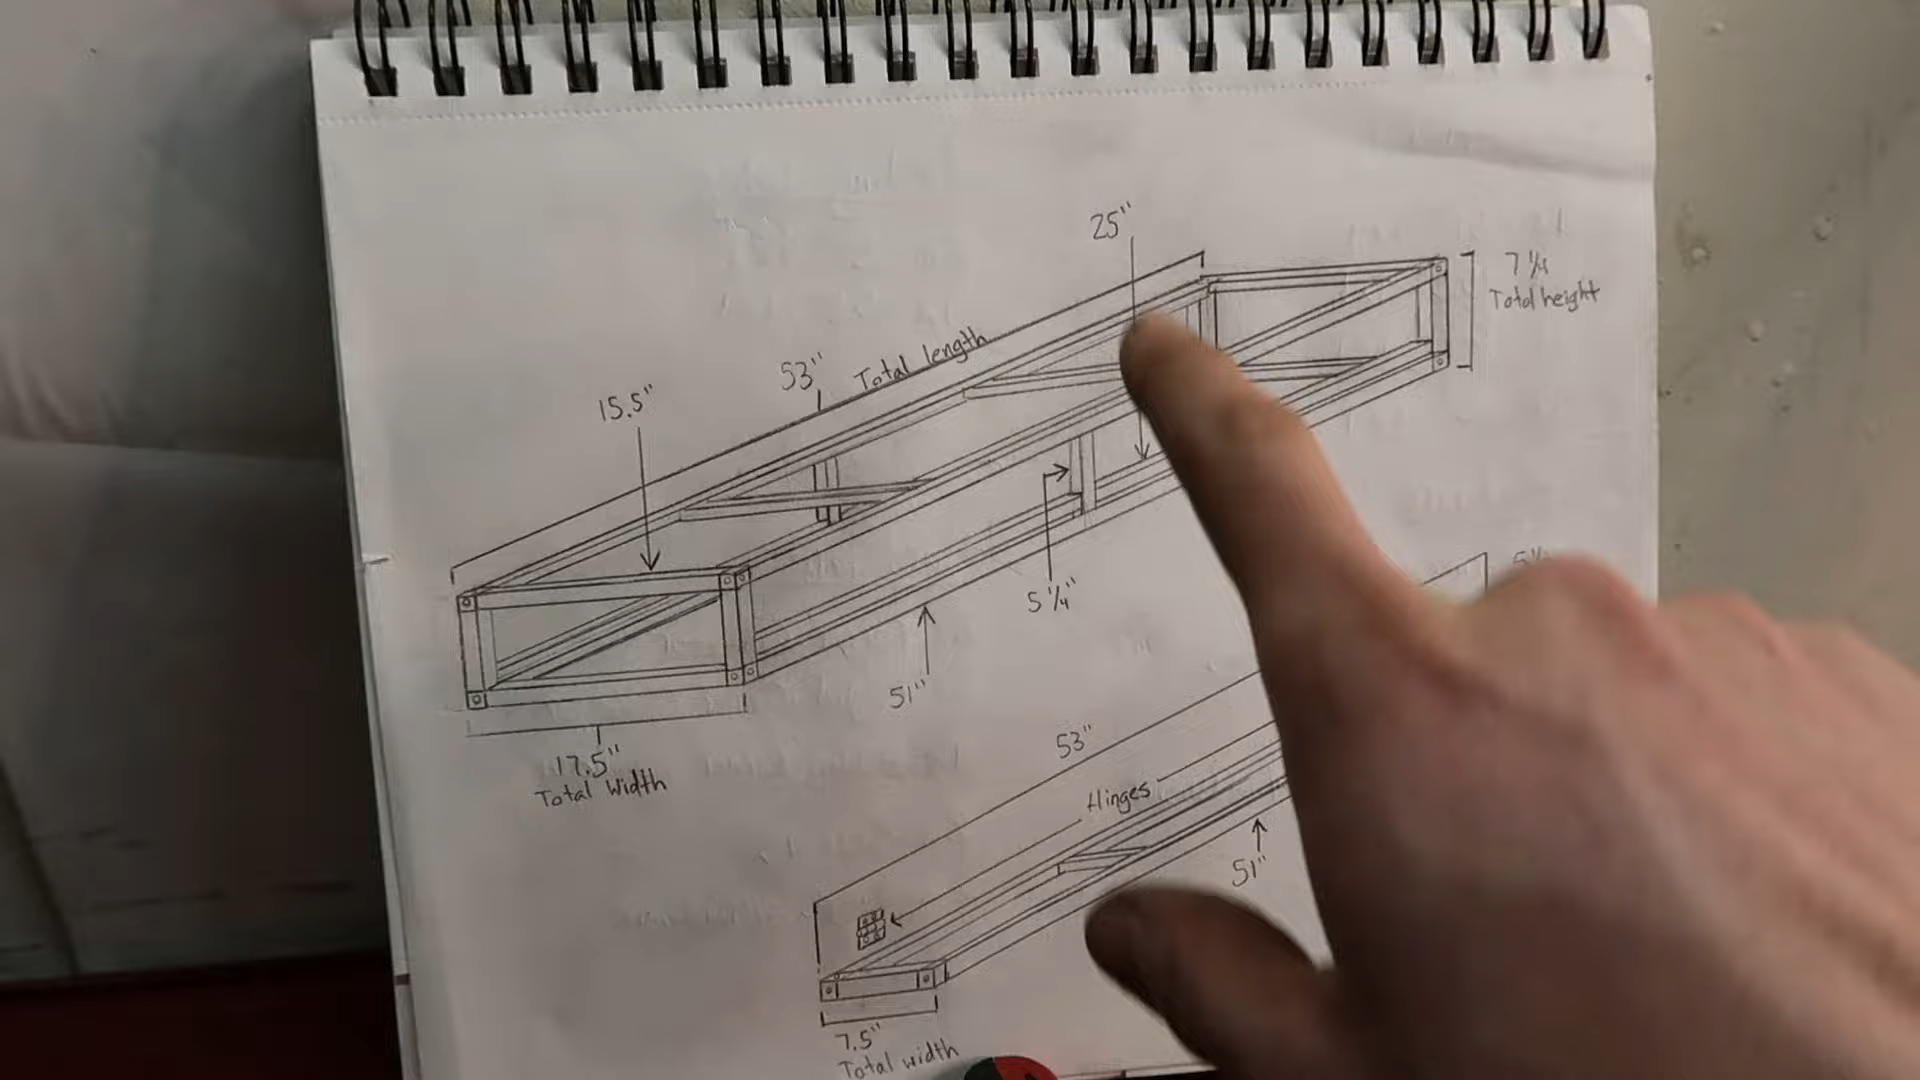 25"
7 1/4
Total height
53"
Total length
15.5"
5 1/4"
51"
17.5"
Total Width
53"
Hinges
51"
7.5"
Total width